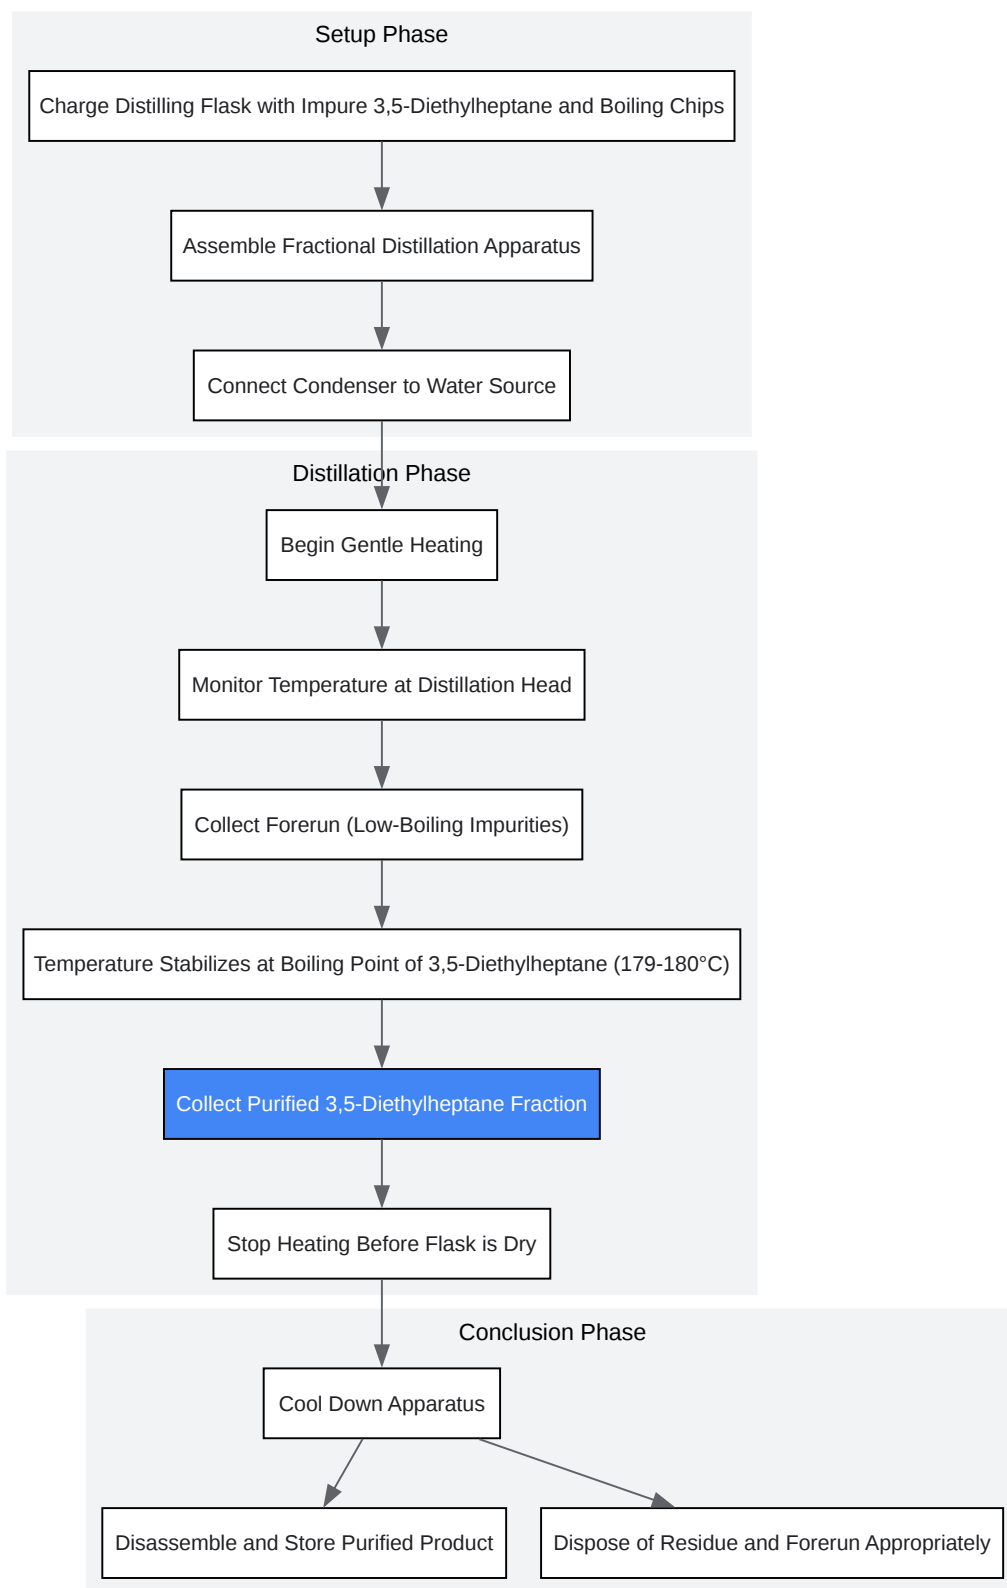 Setup Phase
Charge Distilling Flask with Impure 3,5-Diethylheptane and Boiling Chips
Assemble Fractional Distillation Apparatus
Connect Condenser to Water Source
Distillation Phase
Begin Gentle Heating
Monitor Temperature at Distillation Head
Collect Forerun (Low-Boiling Impurities)
Temperature Stabilizes at Boiling Point of 3,5-Diethylheptane (179-180°C)
Collect Purified 3,5-Diethylheptane Fraction
Stop Heating Before Flask is Dry
Conclusion Phase
Cool Down Apparatus
Disassemble and Store Purified Product
Dispose of Residue and Forerun Appropriately